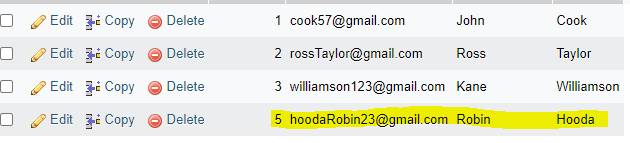 Edit Copy Delete 1 cook57@gmail.com John Cook
Edit Copy Delete 2 rossTaylor@gmail.com Ross Taylor
Edit Copy Delete 3 williamson123@gmail.com Kane Williamson
Edit Copy Delete 5 hoodaRobin23@gmail.com Robin Hooda